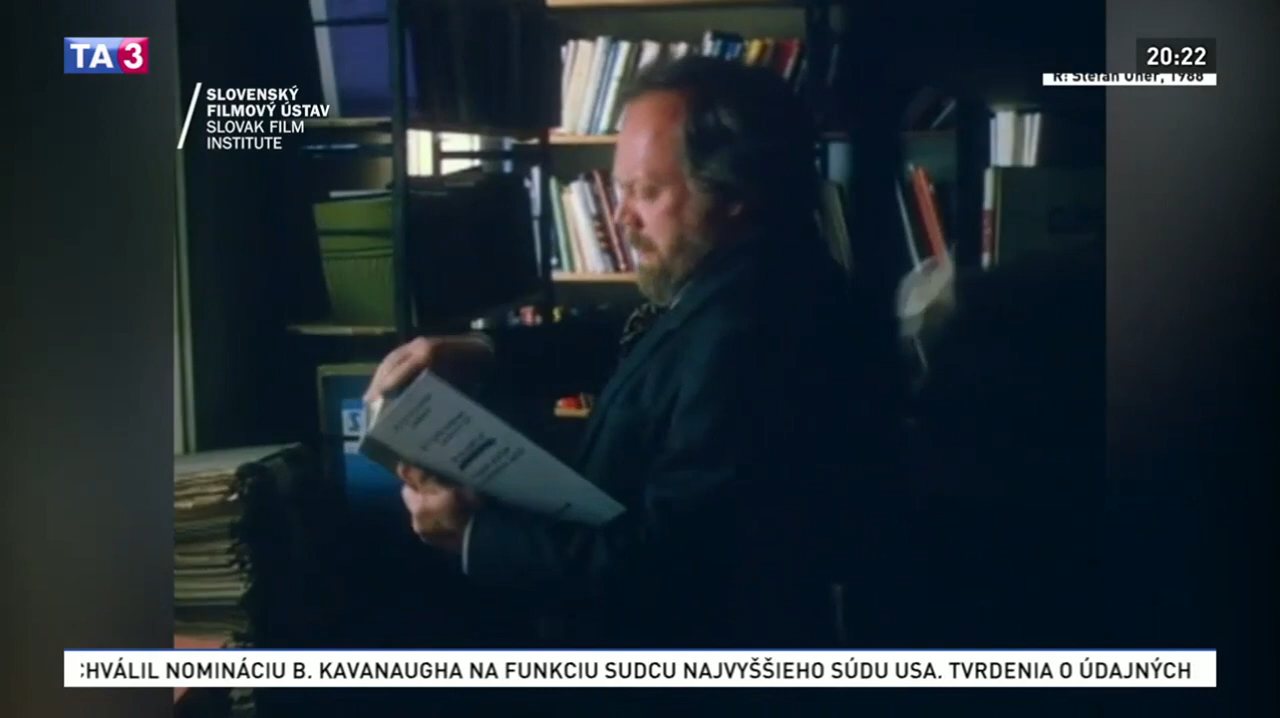 TA3
20:22
R: Štefan Uher, 1988
SLOVENSKÝ
FILMOVÝ ÚSTAV
SLOVAK FILM
INSTITUTE
CHVÁLIL NOMINÁCIU B. KAVANAUGHA NA FUNKCIU SUDCU NAJVYŠŠIEHO SÚDU USA. TVRDENIA O ÚDAJNÝCH